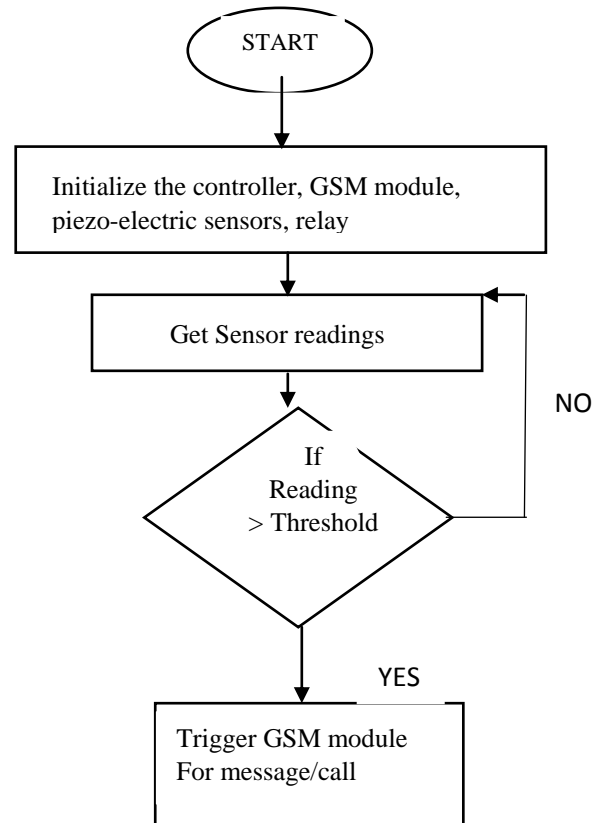 START
Initialize the controller, GSM module,
piezo-electric sensors, relay
Get Sensor readings
NO
If
Reading
> Threshold
YES
Trigger GSM module
For message/call